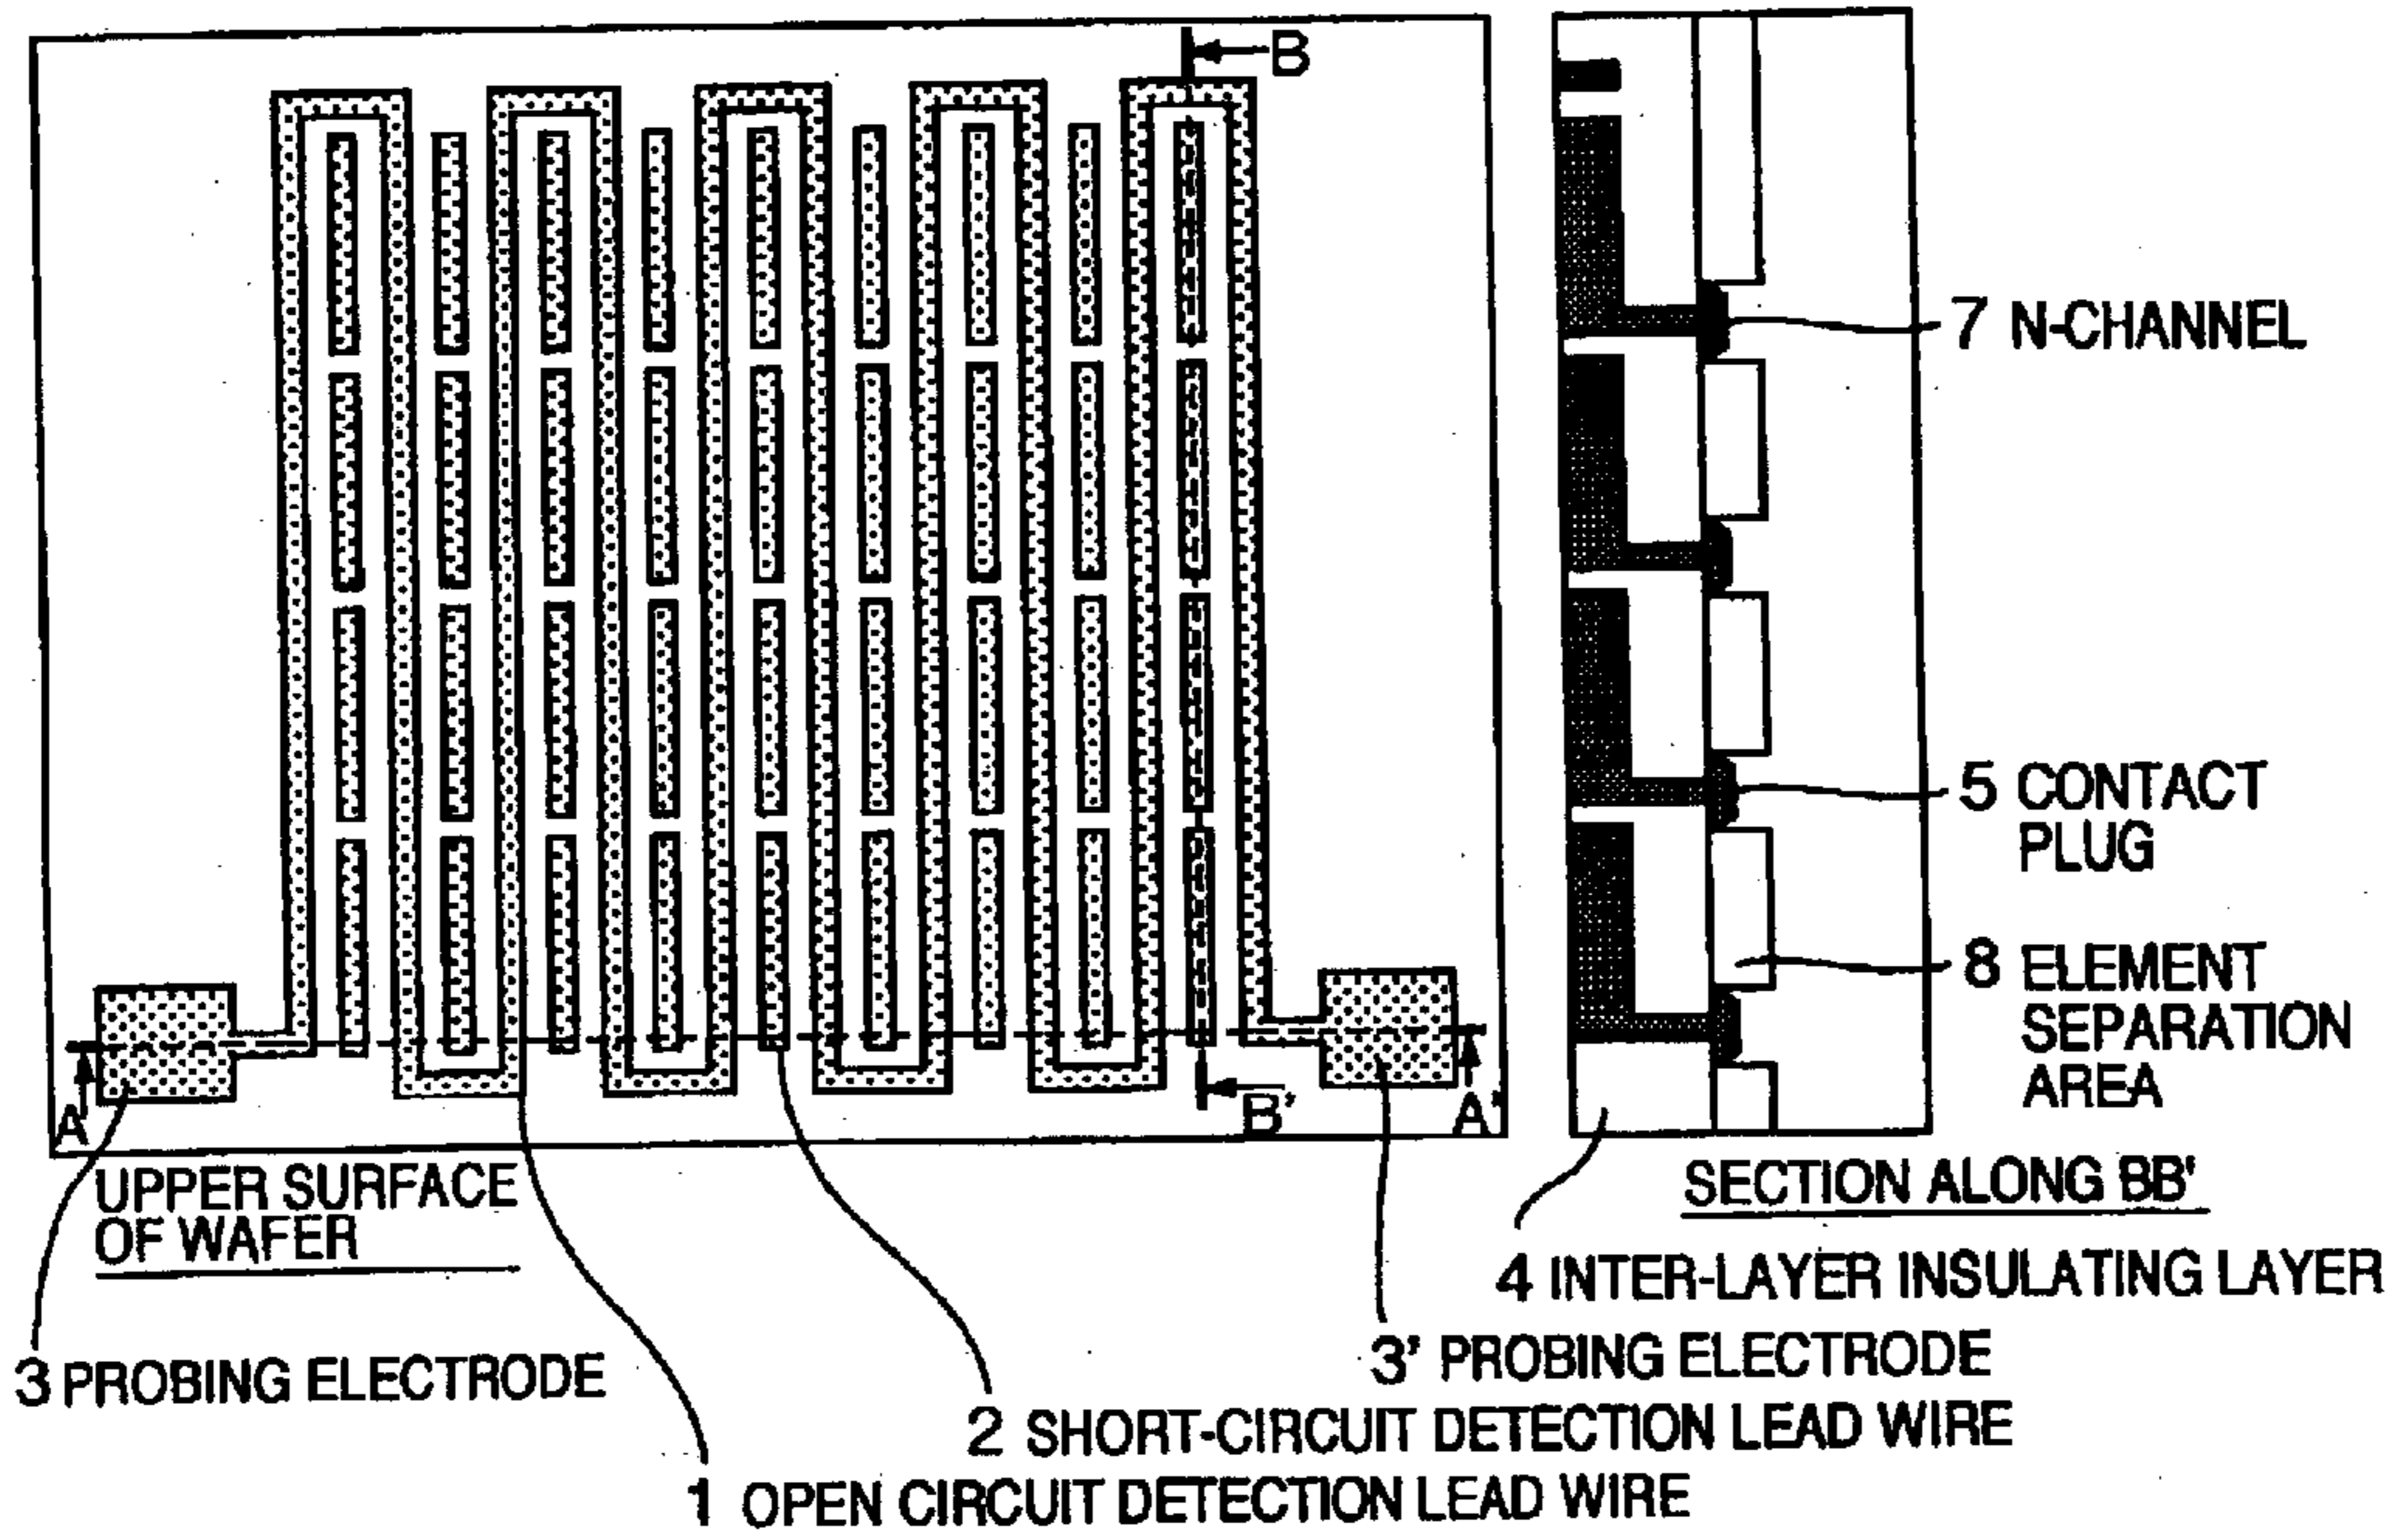 B
7 N-CHANNEL
5 CONTACT
PLUG
8 ELEMENT
SEPARATION
AREA
A
B'
A'
UPPER SURFACE
OF WAFER
SECTION ALONG BB'
4 INTER-LAYER INSULATING LAYER
3 PROBING ELECTRODE
3' PROBING ELECTRODE
2 SHORT-CIRCUIT DETECTION LEAD WIRE
1 OPEN CIRCUIT DETECTION LEAD WIRE